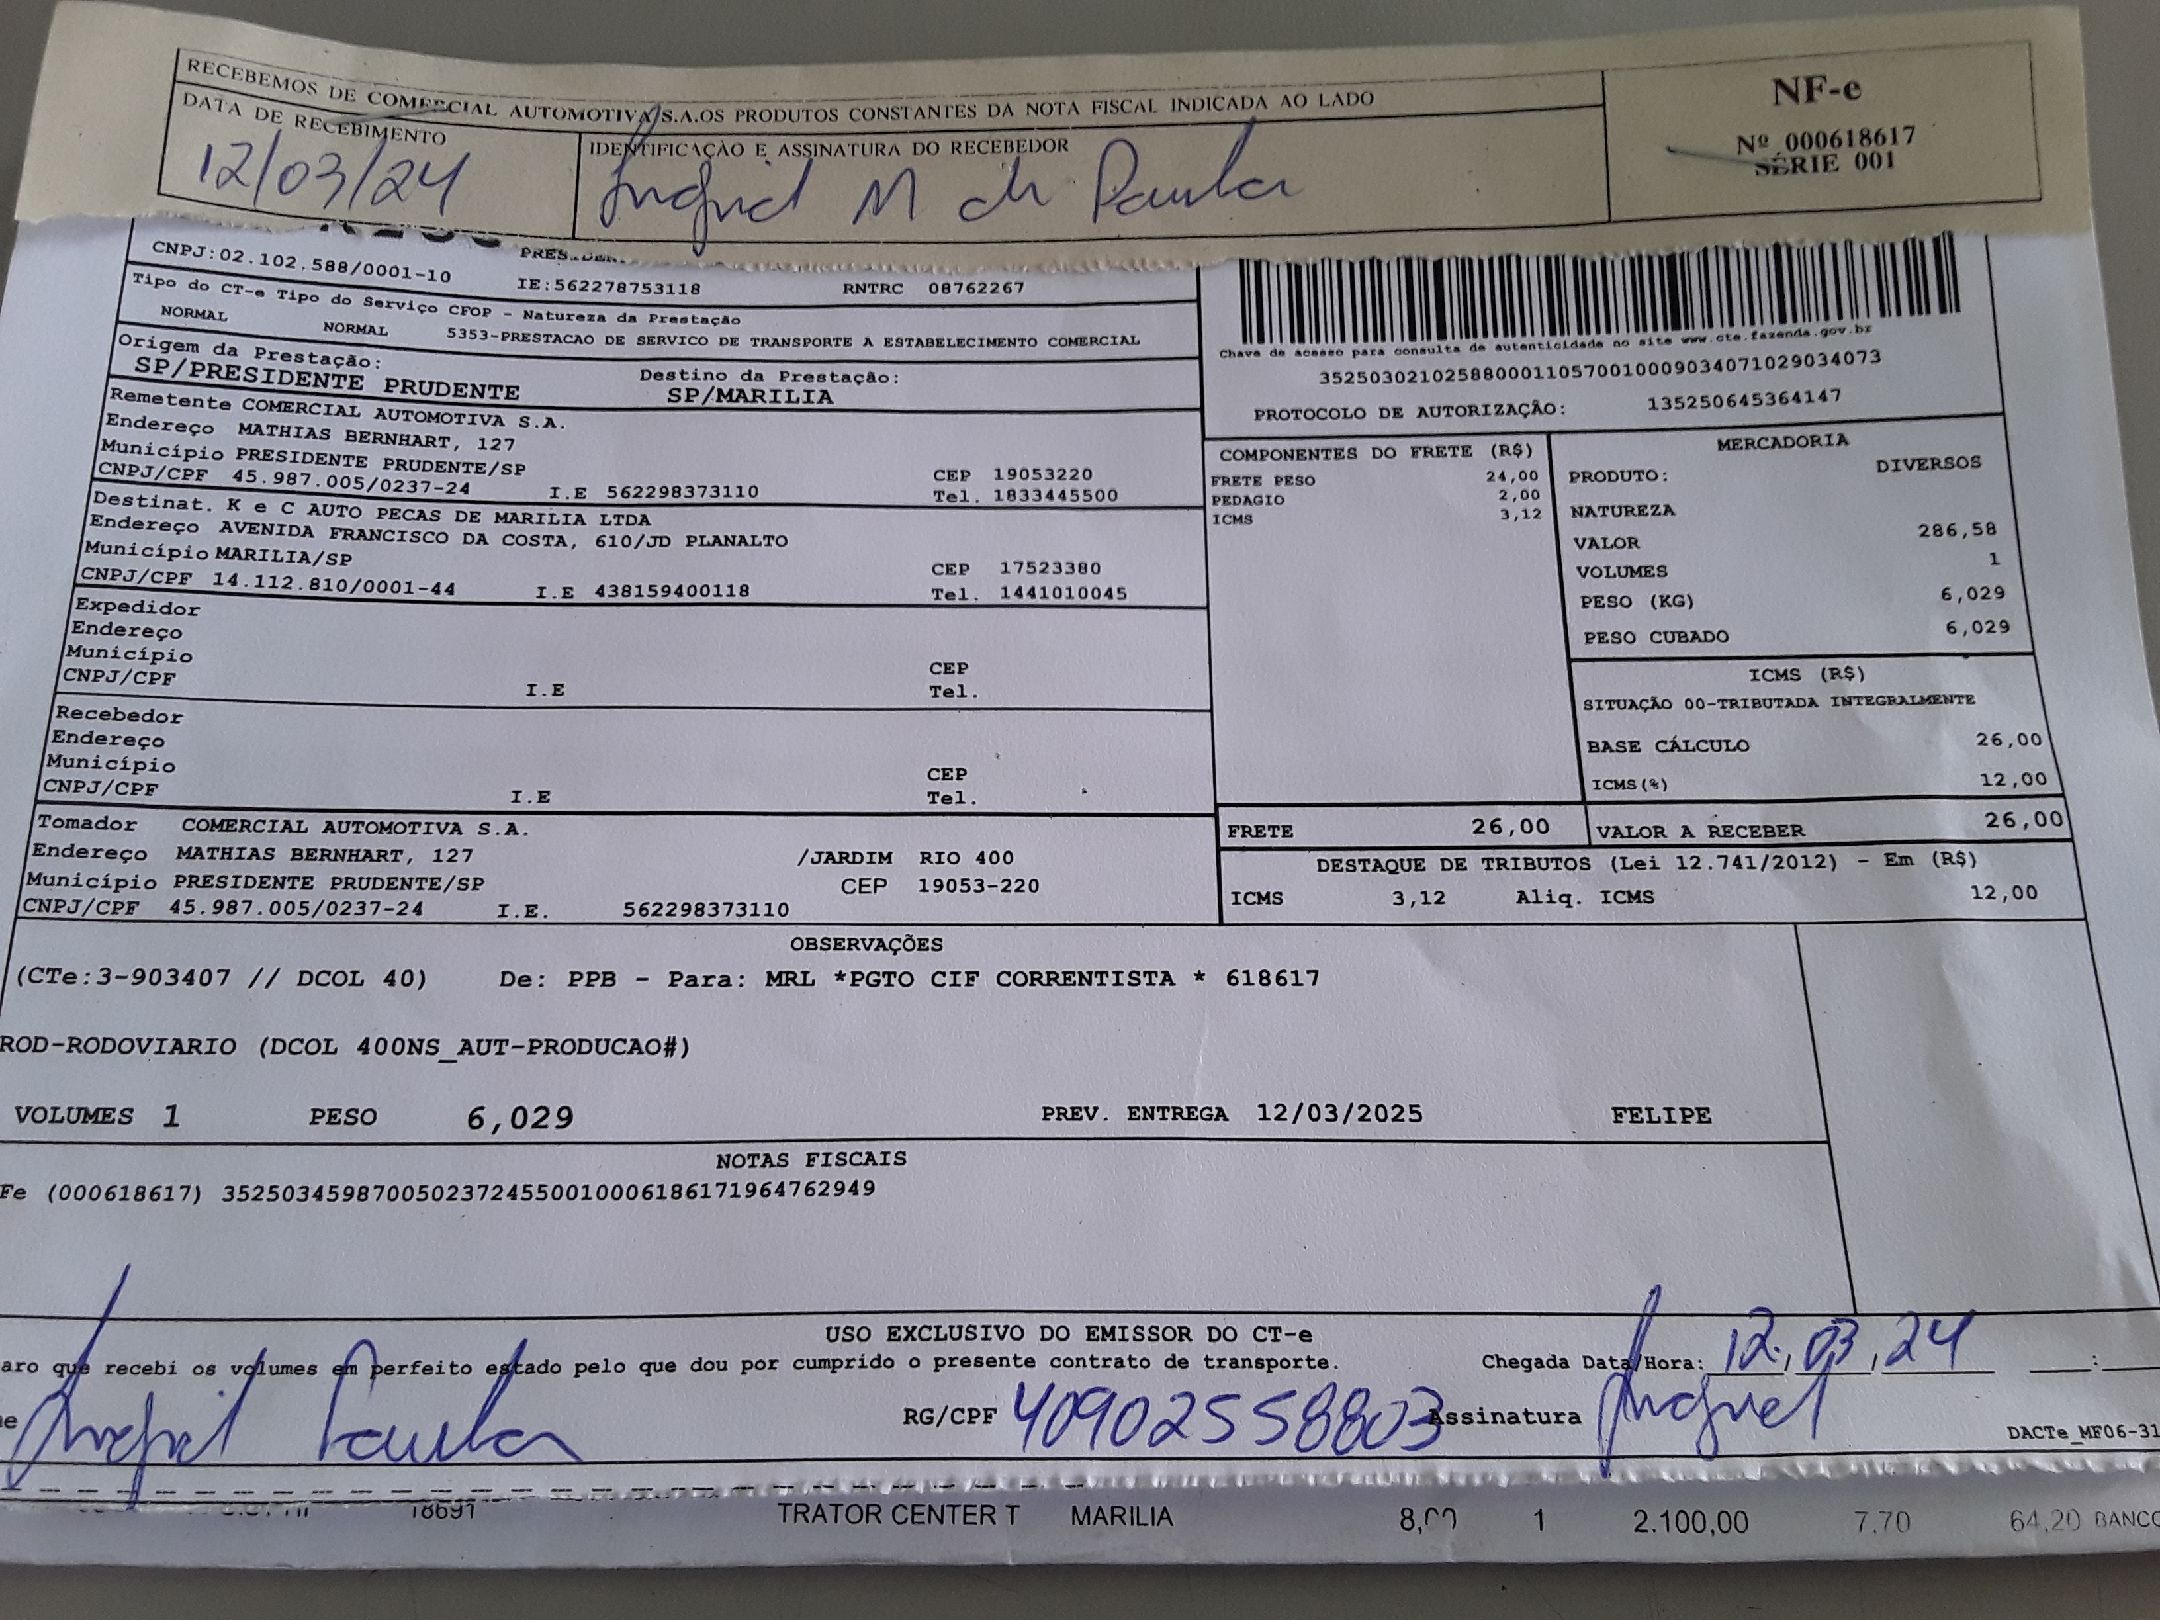 RECEBEMOS DE COMERCIAL AUTOMOTIVA S.A.OS PRODUTOS CONSTANTES DA NOTA FISCAL INDICADA AO LADO
DATA DE RECEBIMENTO
12/03/24
IDENTIFICAÇÃO E ASSINATURA DO RECEBEDOR
Ingrid M de Paula
NF-e
Nº 000618617
SÉRIE 001
CNPJ:02.102.588/0001-10
IE:562278753118 RNTRC 08762267
Tipo do CT-e Tipo do Serviço CFOP - Natureza da Prestação
NORMAL NORMAL 5353-PRESTACAO DE SERVICO DE TRANSPORTE A ESTABELECIMENTO COMERCIAL
Origem da Prestação: Destino da Prestação:
SP/PRESIDENTE PRUDENTE SP/MARILIA
Remetente COMERCIAL AUTOMOTIVA S.A.
Endereço MATHIAS BERNHART, 127
Município PRESIDENTE PRUDENTE/SP CEP 19053220
CNPJ/CPF 45.987.005/0237-24 I.E 562298373110 Tel. 1833445500
Destinat. K e C AUTO PECAS DE MARILIA LTDA
Endereço AVENIDA FRANCISCO DA COSTA, 610/JD PLANALTO
Município MARILIA/SP CEP 17523380
CNPJ/CPF 14.112.810/0001-44 I.E 438159400118 Tel. 1441010045
Expedidor
Endereço
Município CEP
CNPJ/CPF I.E Tel.
Recebedor
Endereço
Município CEP
CNPJ/CPF I.E Tel.
Tomador COMERCIAL AUTOMOTIVA S.A.
Endereço MATHIAS BERNHART, 127 /JARDIM RIO 400
Município PRESIDENTE PRUDENTE/SP CEP 19053-220
CNPJ/CPF 45.987.005/0237-24 I.E. 562298373110
Chave de acesso para consulta de autenticidade no site www.cte.fazenda.gov.br
35250302102588000110570010009034071029034073
PROTOCOLO DE AUTORIZAÇÃO: 135250645364147
COMPONENTES DO FRETE (R$)
FRETE PESO 24,00
PEDAGIO 2,00
ICMS 3,12
MERCADORIA
PRODUTO: DIVERSOS
NATUREZA
VALOR 286,58
VOLUMES 1
PESO (KG) 6,029
PESO CUBADO 6,029
ICMS (R$)
SITUAÇÃO 00-TRIBUTADA INTEGRALMENTE
BASE CÁLCULO 26,00
ICMS(%) 12,00
FRETE 26,00 VALOR A RECEBER 26,00
DESTAQUE DE TRIBUTOS (Lei 12.741/2012) - Em (R$)
ICMS 3,12 Aliq. ICMS 12,00
OBSERVAÇÕES
(CTe:3-903407 // DCOL 40) De: PPB - Para: MRL *PGTO CIF CORRENTISTA * 618617
ROD-RODOVIARIO (DCOL 400NS_AUT-PRODUCAO#)
VOLUMES 1 PESO 6,029 PREV. ENTREGA 12/03/2025 FELIPE
NOTAS FISCAIS
Fe (000618617) 35250345987005023724550010006186171964762949
USO EXCLUSIVO DO EMISSOR DO CT-e
aro que recebi os volumes em perfeito estado pelo que dou por cumprido o presente contrato de transporte. Chegada Data/Hora: 12/03/24 :
Ingrid Paula RG/CPF 40902558803 Assinatura Ingrid
DACTe_MF06-31
18691 TRATOR CENTER T MARILIA 1 2.100,00 7,70 64,20 BANCO